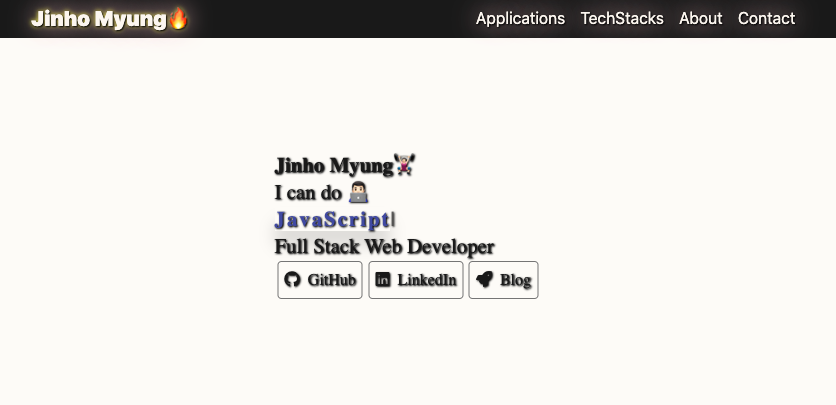 Jinho Myung🔥
Applications TechStacks About Contact
Jinho Myung🏋🏻
I can do 👨🏻‍💻
JavaScript|
Full Stack Web Developer
GitHub LinkedIn Blog